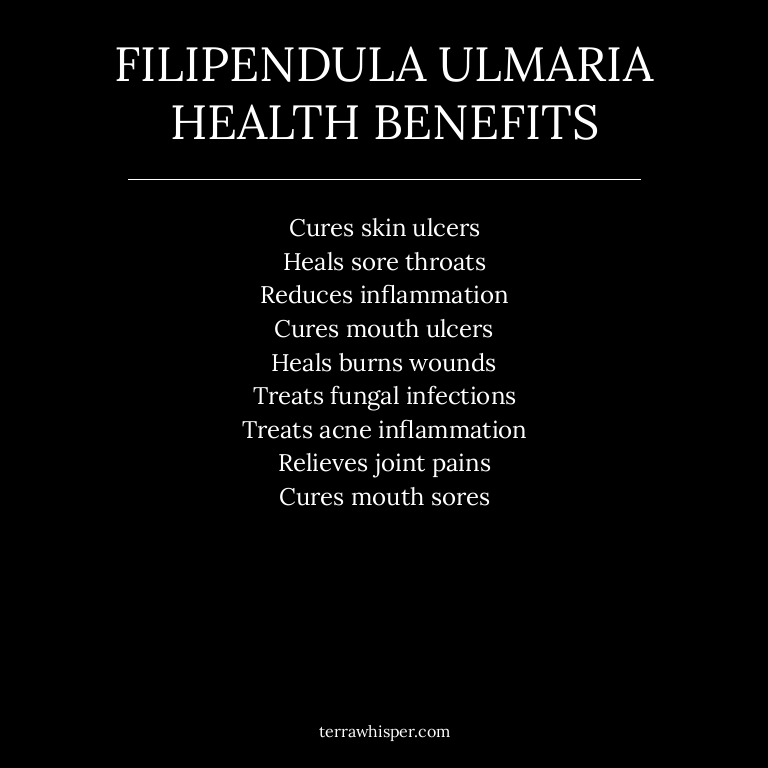 FILIPENDULA ULMARIA
HEALTH BENEFITS
Cures skin ulcers
Heals sore throats
Reduces inflammation
Cures mouth ulcers
Heals burns wounds
Treats fungal infections
Treats acne inflammation
Relieves joint pains
Cures mouth sores
terrawhisper.com